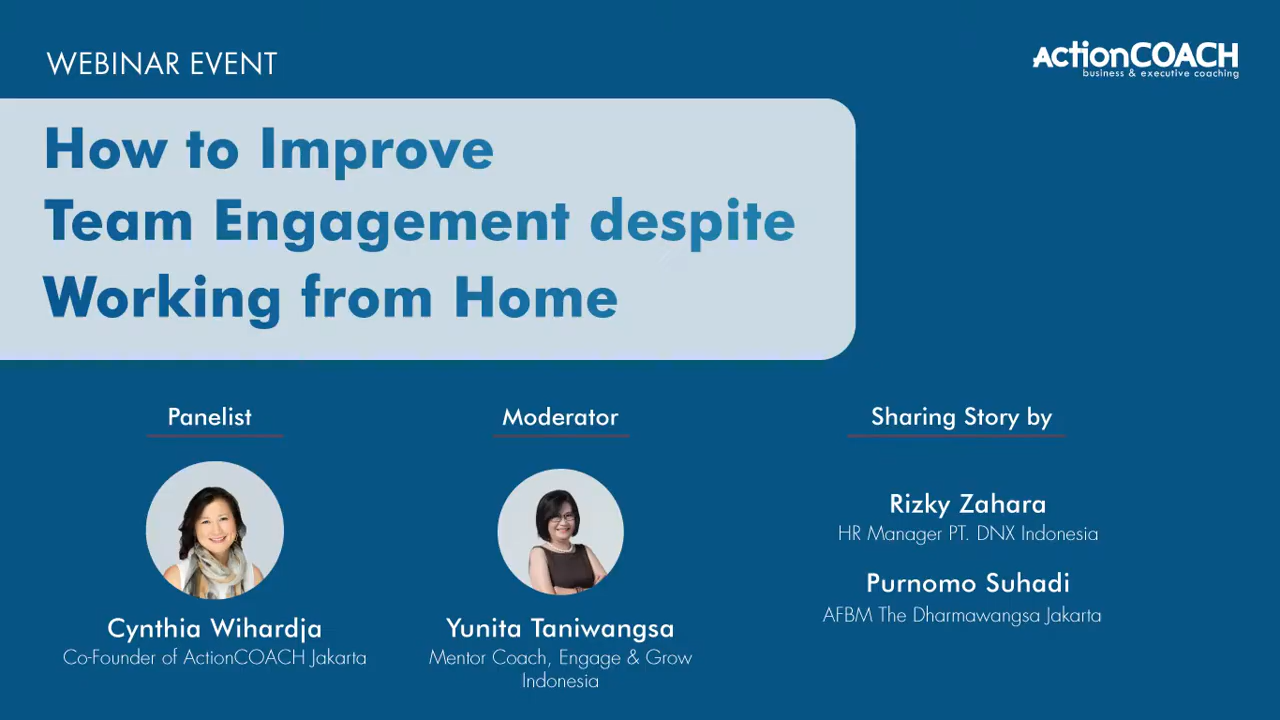 WEBINAR EVENT
ActionCOACH
business & executive coaching
How to Improve
Team Engagement despite
Working from Home
Panelist
Cynthia Wihardja
Co-Founder of ActionCOACH Jakarta
Moderator
Yunita Taniwangsa
Mentor Coach, Engage & Grow
Indonesia
Sharing Story by
Rizky Zahara
HR Manager PT. DNX Indonesia
Purnomo Suhadi
AFBM The Dharmawangsa Jakarta